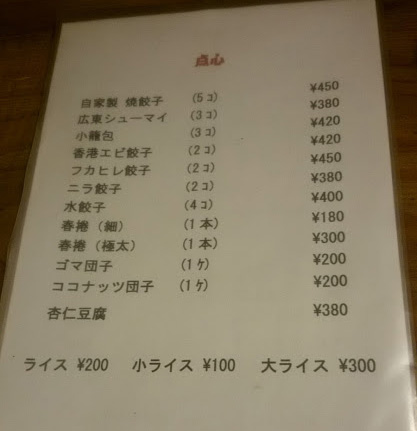 点心
自家製 焼餃子 (5コ) ¥450
広東シューマイ (3コ) ¥380
小籠包 (3コ) ¥420
香港エビ餃子 (2コ) ¥420
フカヒレ餃子 (2コ) ¥450
ニラ餃子 (2コ) ¥380
水餃子 (4コ) ¥400
春捲（細） (1本) ¥180
春捲（極太） (1本) ¥300
ゴマ団子 (1ケ) ¥200
ココナッツ団子 (1ケ) ¥200
杏仁豆腐 ¥380
ライス ¥200 小ライス ¥100 大ライス ¥300